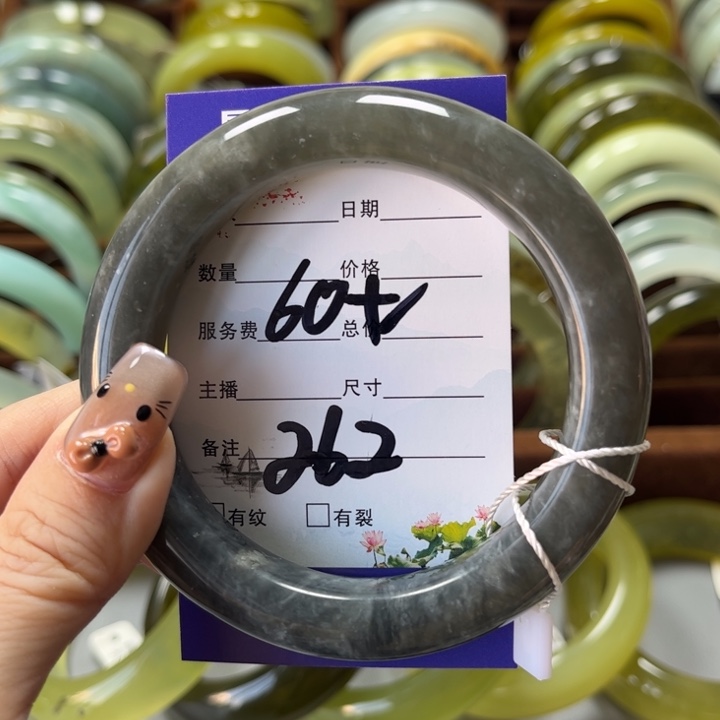 日期
数量 价格
60+
服务费 总价
主播 尺寸
备注 262
有纹 有裂